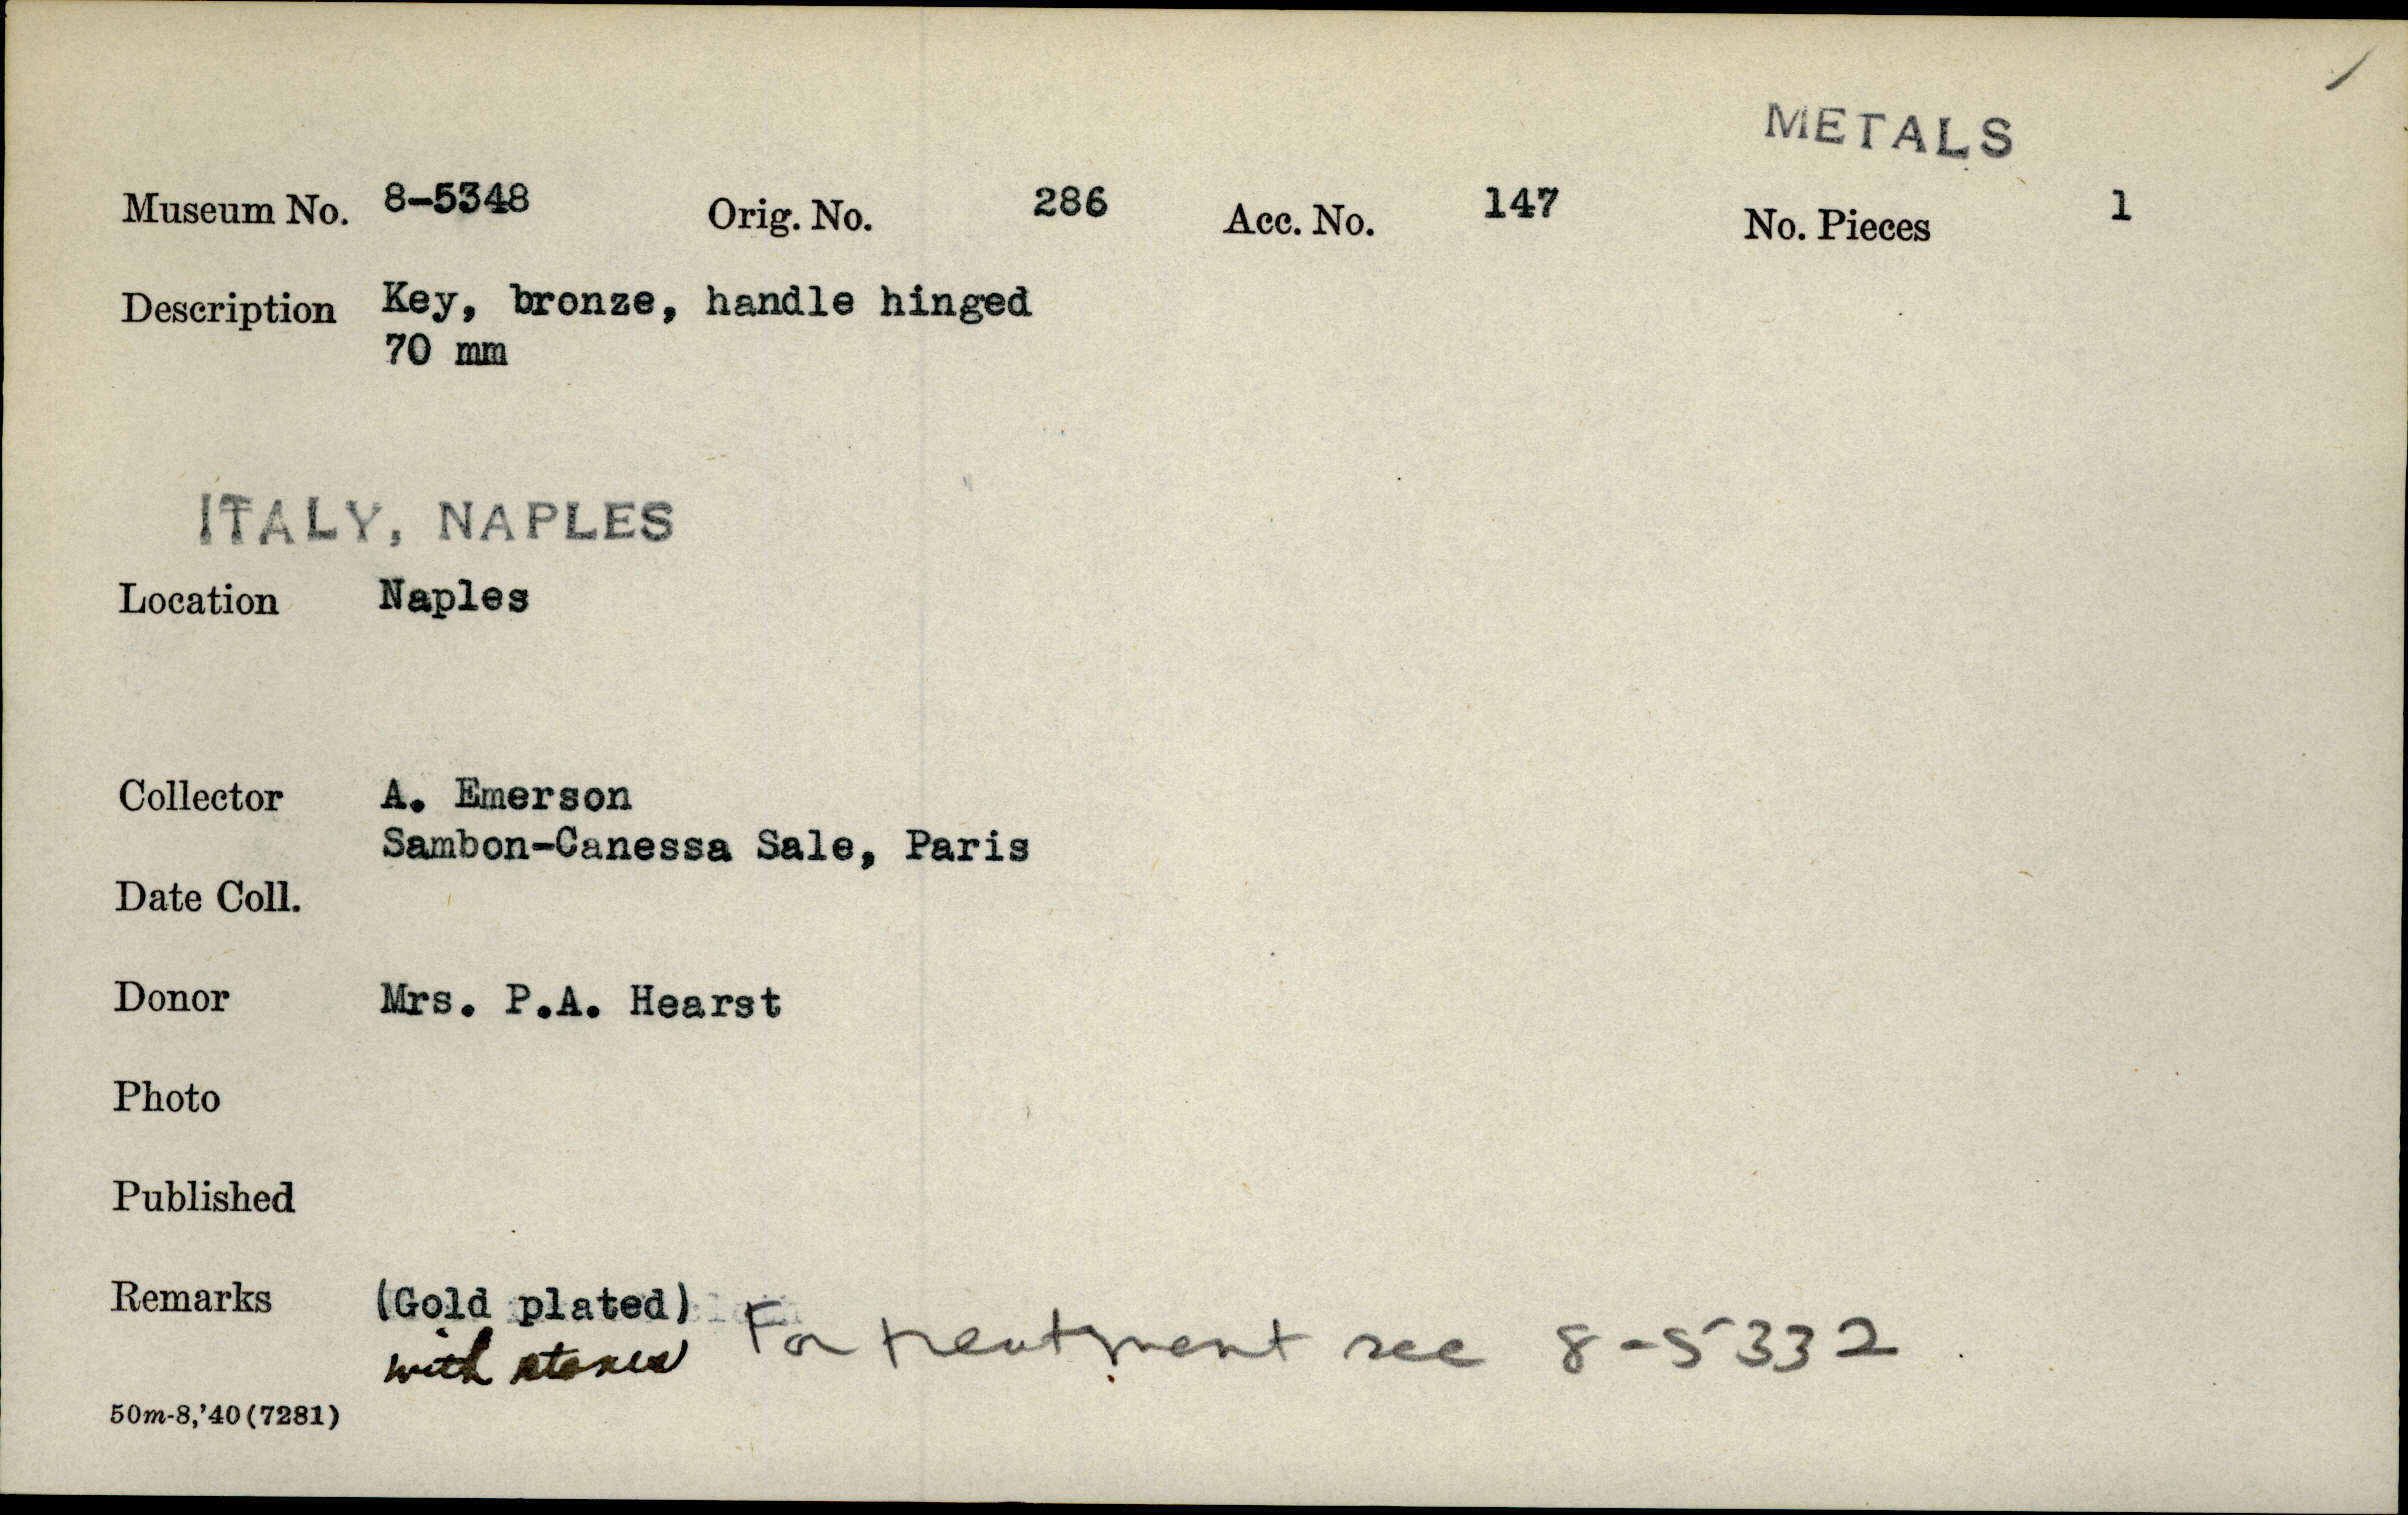 METALS
Museum No. 8-5348 Orig. No. 286 Acc. No. 147 No. Pieces 1
Description Key, bronze, handle hinged
70 mm
ITALY, NAPLES
Location Naples
Collector A. Emerson
Sambon-Canessa Sale, Paris
Date Coll.
Donor Mrs. P.A. Hearst
Photo
Published
Remarks (Gold plated) For treatment see 8-5332
with stones
50m-8,'40(7281)